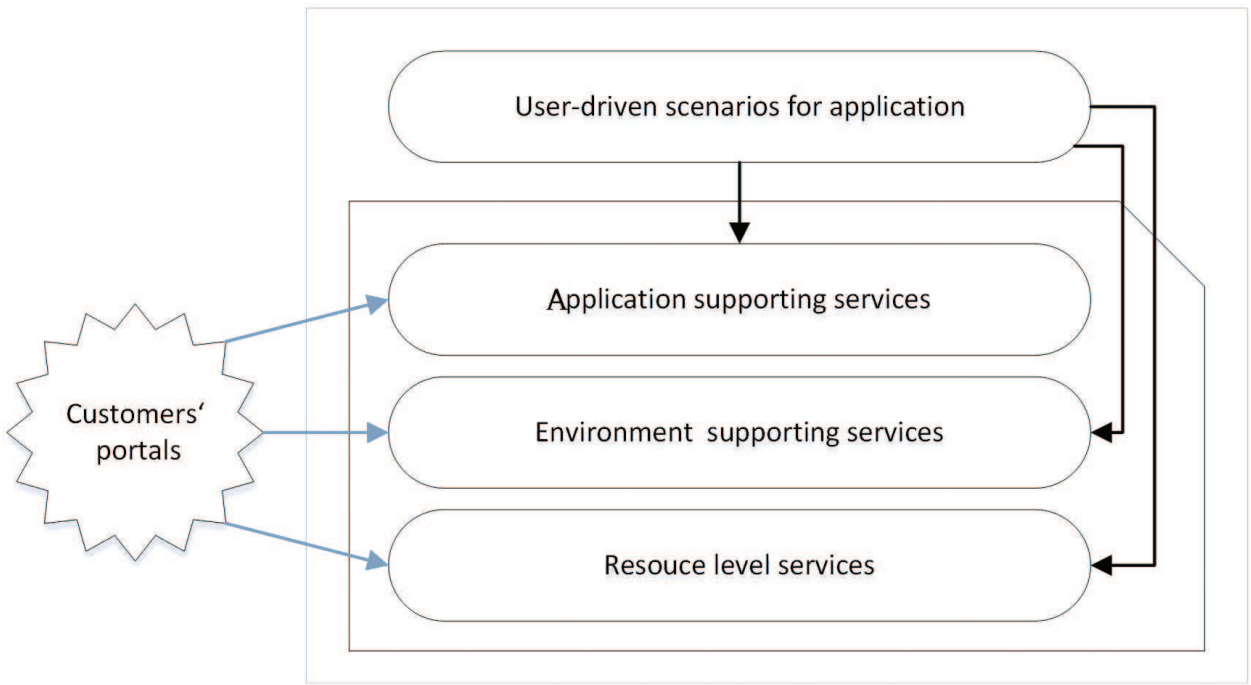 User-driven scenarios for application
Application supporting services
Customers‘
portals
Environment supporting services
Resouce level services